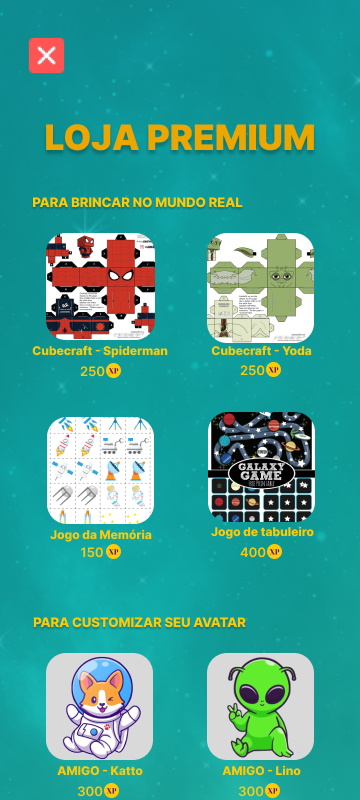 LOJA PREMIUM
PARA BRINCAR NO MUNDO REAL
Cubecraft - Spiderman
Cubecraft - Yoda
250 XP
250 XP
GALAXY
GAME
Jogo da Memória
Jogo de tabuleiro
150 XP
400 XP
PARA CUSTOMIZAR SEU AVATAR
AMIGO - Katto
AMIGO - Lino
300 XP
300 XP